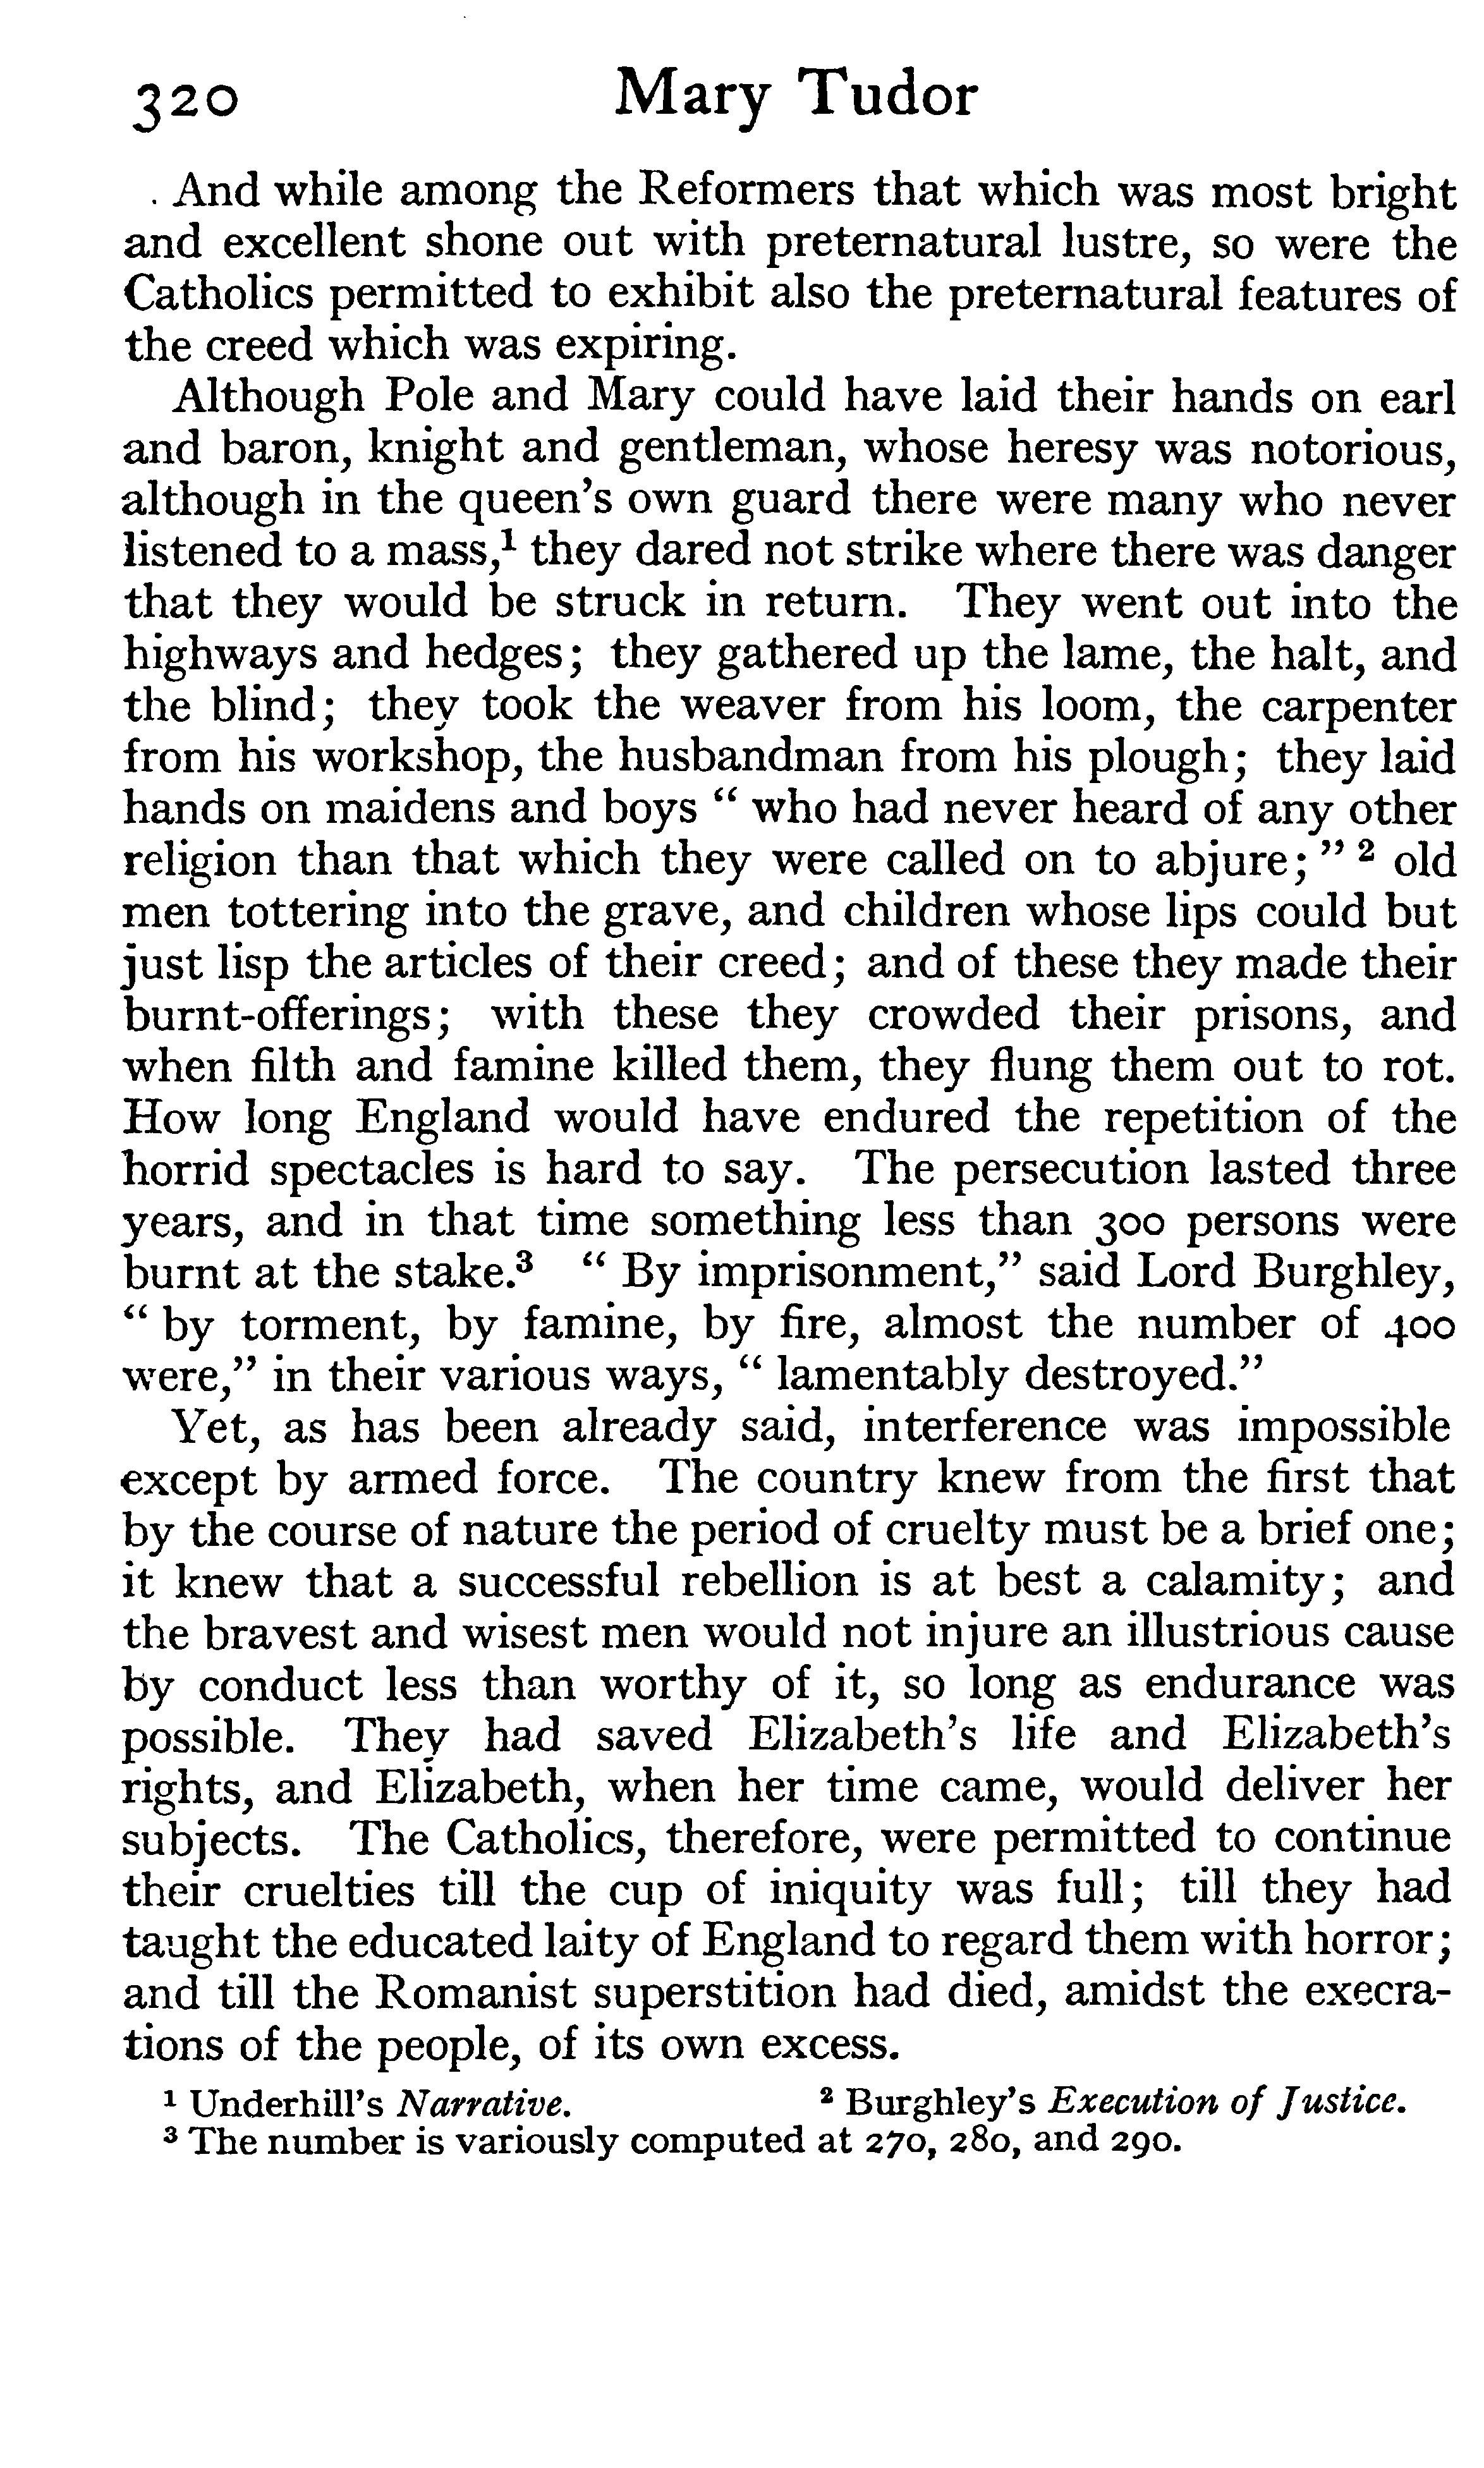 320 Mary Tudor
. And while among the Reformers that which was most bright
and excellent shone out with preternatural lustre, so were the
Catholics permitted to exhibit also the preternatural features of
the creed which was expiring.
Although Pole and Mary could have laid their hands on earl
and baron, knight and gentleman, whose heresy was notorious,
although in the queen's own guard there were many who never
listened to a mass,¹ they dared not strike where there was danger
that they would be struck in return. They went out into the
highways and hedges; they gathered up the lame, the halt, and
the blind; they took the weaver from his loom, the carpenter
from his workshop, the husbandman from his plough; they laid
hands on maidens and boys “ who had never heard of any other
religion than that which they were called on to abjure; ” ² old
men tottering into the grave, and children whose lips could but
just lisp the articles of their creed; and of these they made their
burnt-offerings; with these they crowded their prisons, and
when filth and famine killed them, they flung them out to rot.
How long England would have endured the repetition of the
horrid spectacles is hard to say. The persecution lasted three
years, and in that time something less than 300 persons were
burnt at the stake.³ “ By imprisonment,” said Lord Burghley,
“ by torment, by famine, by fire, almost the number of 400
were,” in their various ways, “ lamentably destroyed.”
Yet, as has been already said, interference was impossible
except by armed force. The country knew from the first that
by the course of nature the period of cruelty must be a brief one;
it knew that a successful rebellion is at best a calamity; and
the bravest and wisest men would not injure an illustrious cause
by conduct less than worthy of it, so long as endurance was
possible. They had saved Elizabeth's life and Elizabeth's
rights, and Elizabeth, when her time came, would deliver her
subjects. The Catholics, therefore, were permitted to continue
their cruelties till the cup of iniquity was full; till they had
taught the educated laity of England to regard them with horror;
and till the Romanist superstition had died, amidst the execra-
tions of the people, of its own excess.
¹ Underhill's Narrative. ² Burghley's Execution of Justice.
³ The number is variously computed at 270, 280, and 290.